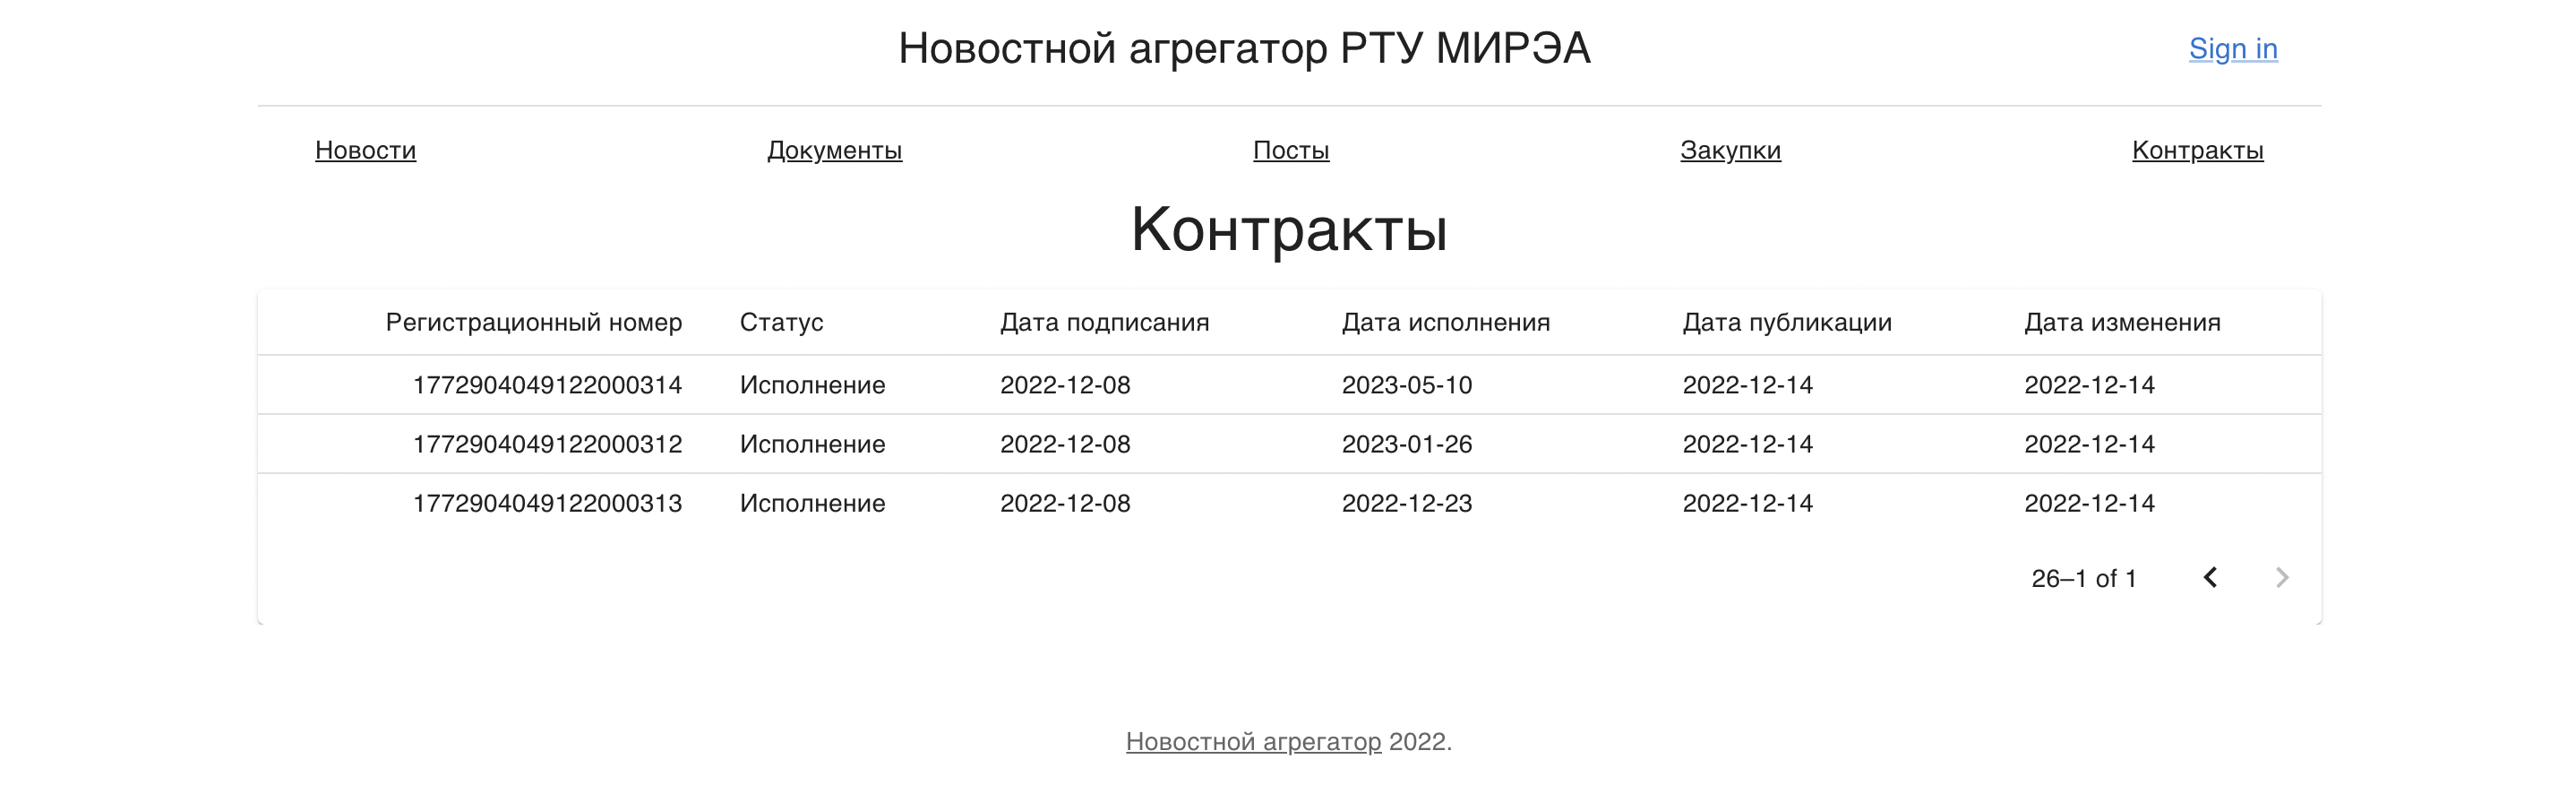 Новостной агрегатор РТУ МИРЭА Sign in
Новости Документы Посты Закупки Контракты
Контракты
Регистрационный номер Статус Дата подписания Дата исполнения Дата публикации Дата изменения
1772904049122000314 Исполнение 2022-12-08 2023-05-10 2022-12-14 2022-12-14
1772904049122000312 Исполнение 2022-12-08 2023-01-26 2022-12-14 2022-12-14
1772904049122000313 Исполнение 2022-12-08 2022-12-23 2022-12-14 2022-12-14
26–1 of 1
Новостной агрегатор 2022.